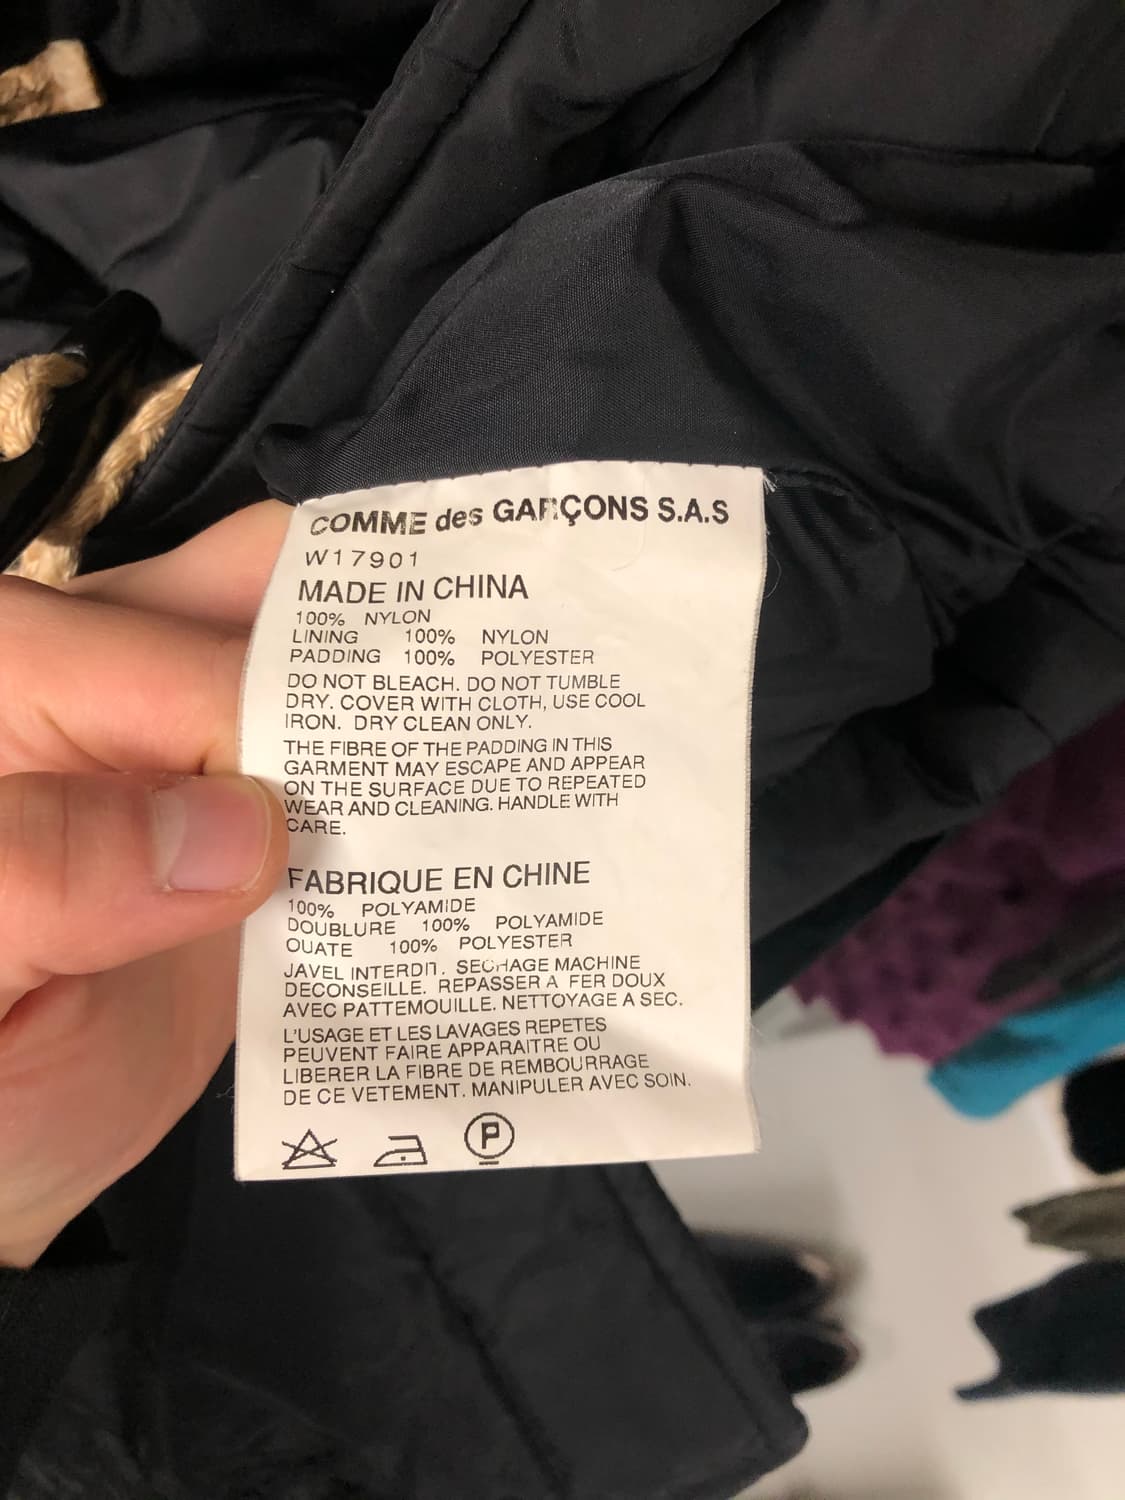 COMME des GARÇONS S.A.S
W17901
MADE IN CHINA
100% NYLON
LINING 100% NYLON
PADDING 100% POLYESTER
DO NOT BLEACH. DO NOT TUMBLE
DRY. COVER WITH CLOTH, USE COOL
IRON. DRY CLEAN ONLY.
THE FIBRE OF THE PADDING IN THIS
GARMENT MAY ESCAPE AND APPEAR
ON THE SURFACE DUE TO REPEATED
WEAR AND CLEANING. HANDLE WITH
CARE.
FABRIQUE EN CHINE
100% POLYAMIDE
DOUBLURE 100% POLYAMIDE
OUATE 100% POLYESTER
JAVEL INTERDIT. SECHAGE MACHINE
DECONSEILLE. REPASSER A FER DOUX
AVEC PATTEMOUILLE. NETTOYAGE A SEC.
L'USAGE ET LES LAVAGES REPETES
PEUVENT FAIRE APPARAITRE OU
LIBERER LA FIBRE DE REMBOURRAGE
DE CE VETEMENT. MANIPULER AVEC SOIN.
P